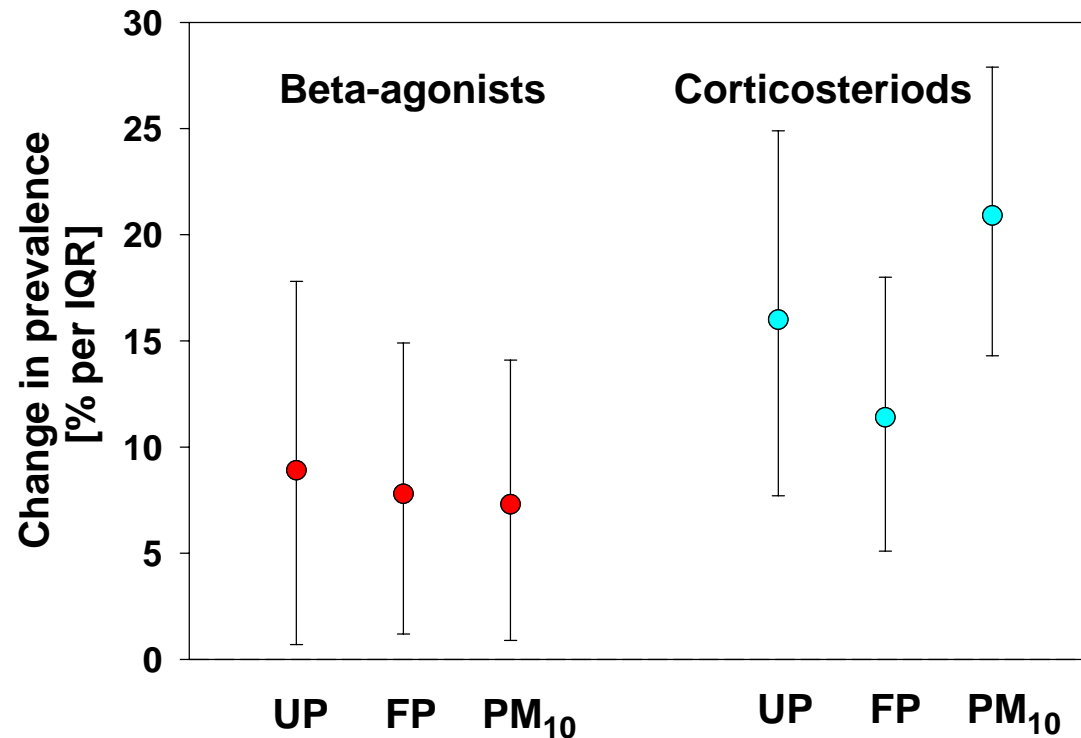 Change in prevalence
[% per IQR]
30
25
20
15
10
5
0
Beta-agonists
Corticosteriods
UP FP PM₁₀ UP FP PM₁₀